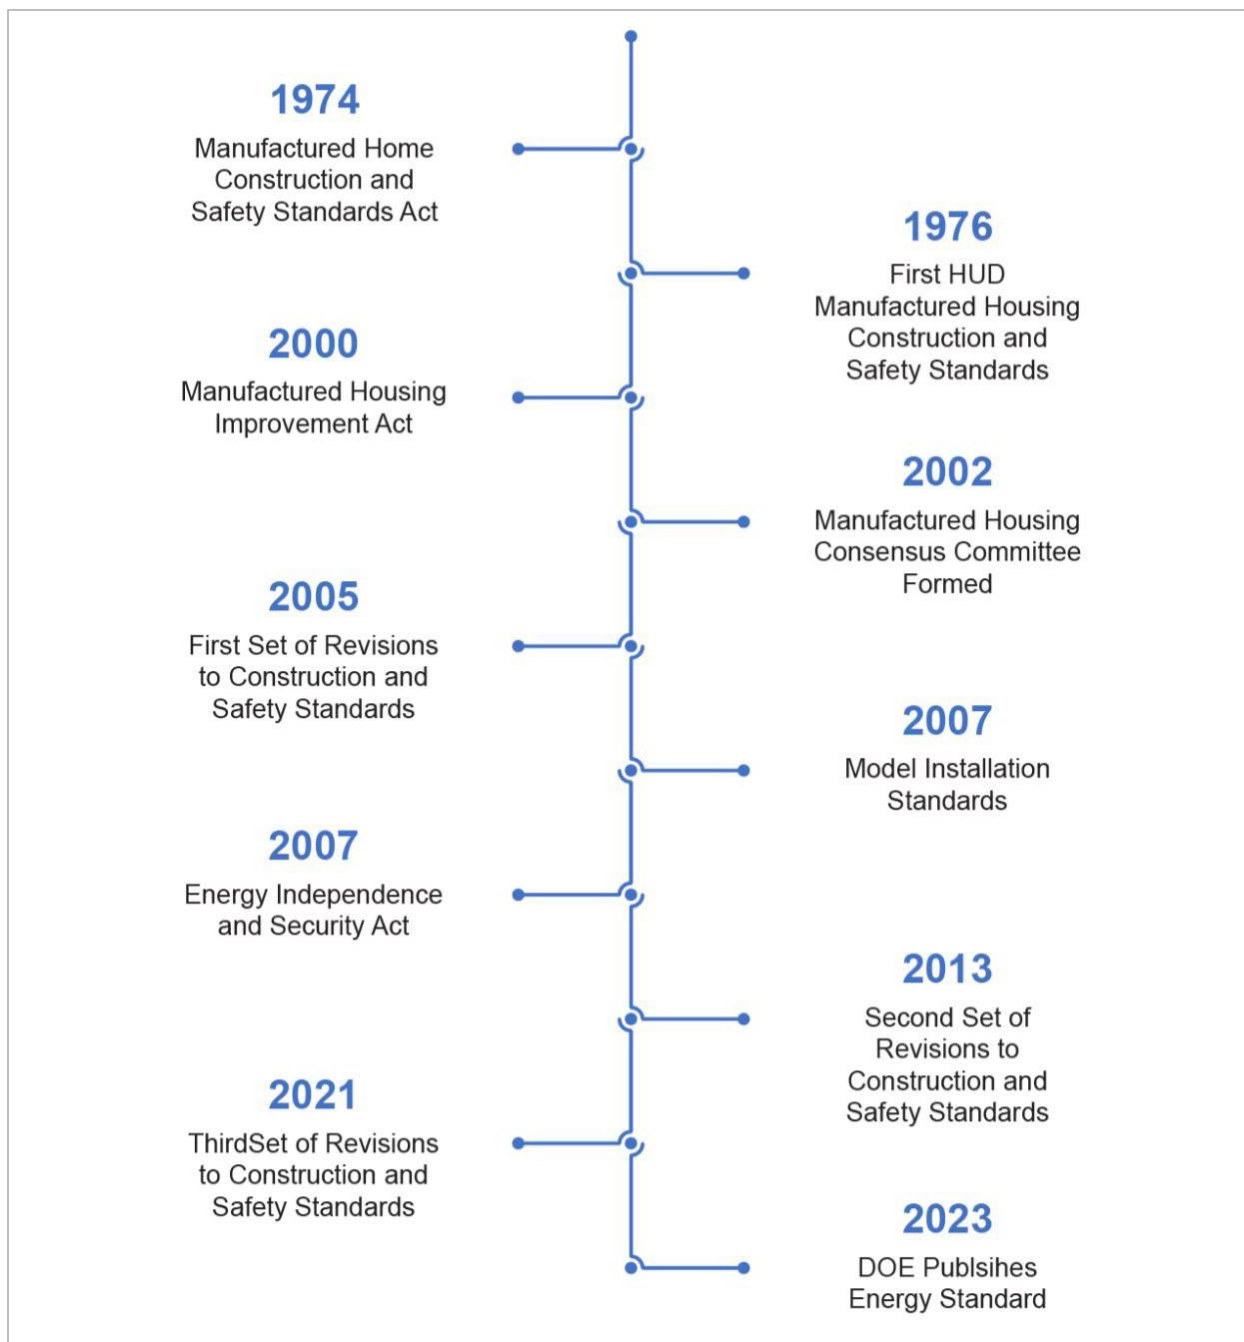 1974
Manufactured Home
Construction and
Safety Standards Act
1976
First HUD
Manufactured Housing
Construction and
Safety Standards
2000
Manufactured Housing
Improvement Act
2002
Manufactured Housing
Consensus Committee
Formed
2005
First Set of Revisions
to Construction and
Safety Standards
2007
Model Installation
Standards
2007
Energy Independence
and Security Act
2013
Second Set of
Revisions to
Construction and
Safety Standards
2021
ThirdSet of Revisions
to Construction and
Safety Standards
2023
DOE Publsihes
Energy Standard